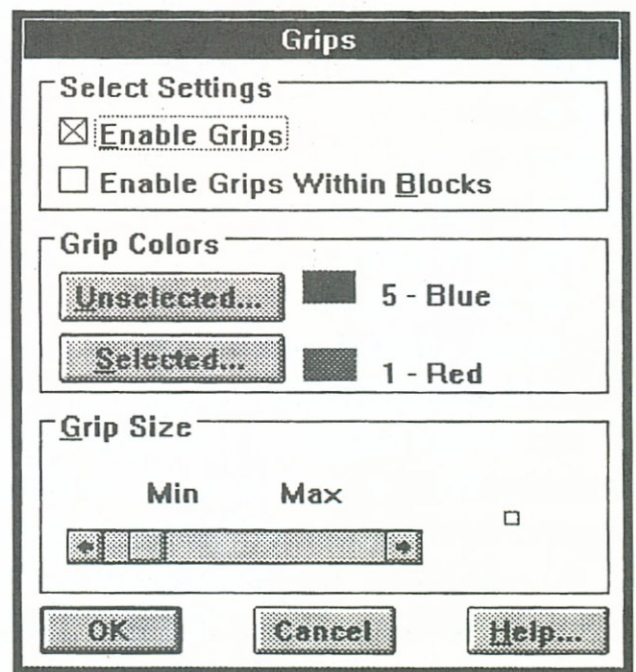 Grips
Select Settings
Enable Grips
Enable Grips Within Blocks
Grip Colors
Unselected... 5 - Blue
Selected... 1 - Red
Grip Size
Min Max
OK Cancel Help...